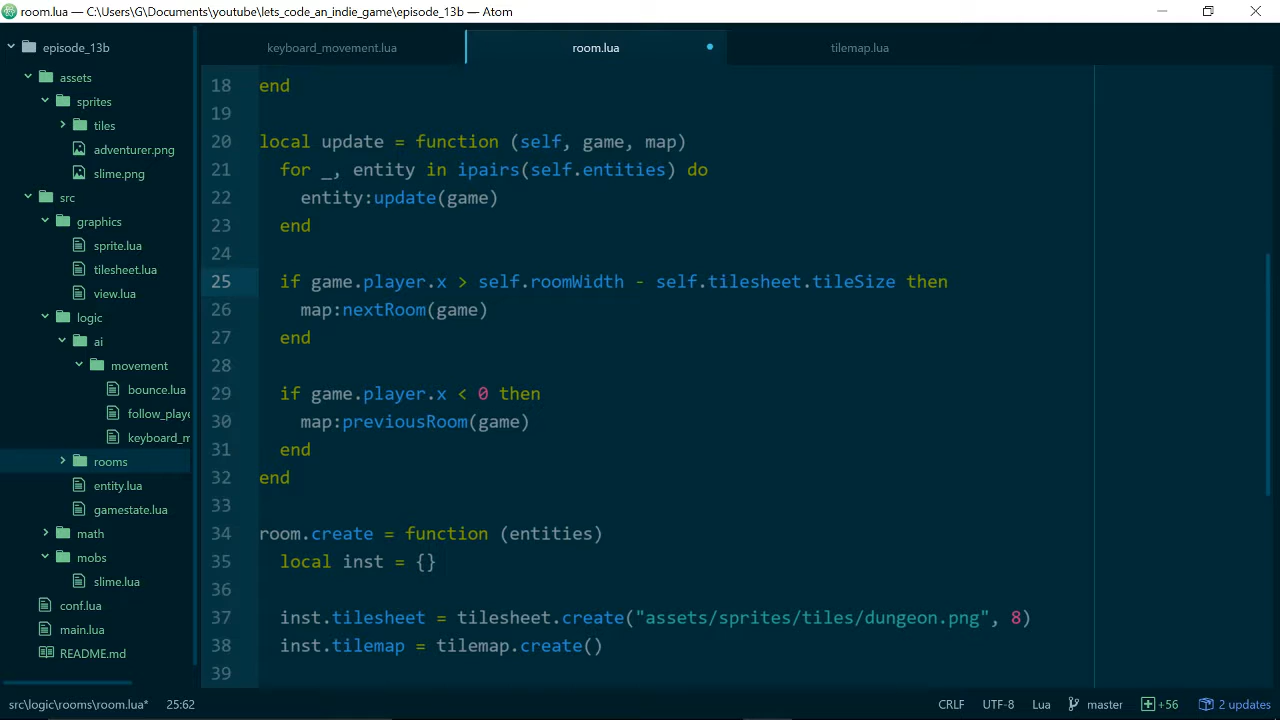 room.lua — C:\Users\G\Documents\youtube\lets_code_an_indie_game\episode_13b — Atom
episode_13b
assets
sprites
tiles
adventurer.png
slime.png
src
graphics
sprite.lua
tilesheet.lua
view.lua
logic
ai
movement
bounce.lua
follow_playe
keyboard_m
rooms
entity.lua
gamestate.lua
math
mobs
slime.lua
conf.lua
main.lua
README.md
keyboard_movement.lua
room.lua
tilemap.lua
18 end
19
20 local update = function (self, game, map)
21 for _, entity in ipairs(self.entities) do
22 entity:update(game)
23 end
24
25 if game.player.x > self.roomWidth - self.tilesheet.tileSize then
26 map:nextRoom(game)
27 end
28
29 if game.player.x < 0 then
30 map:previousRoom(game)
31 end
32 end
33
34 room.create = function (entities)
35 local inst = {}
36
37 inst.tilesheet = tilesheet.create("assets/sprites/tiles/dungeon.png", 8)
38 inst.tilemap = tilemap.create()
39
src\logic\rooms\room.lua* 25:62 CRLF UTF-8 Lua master +56 2 updates